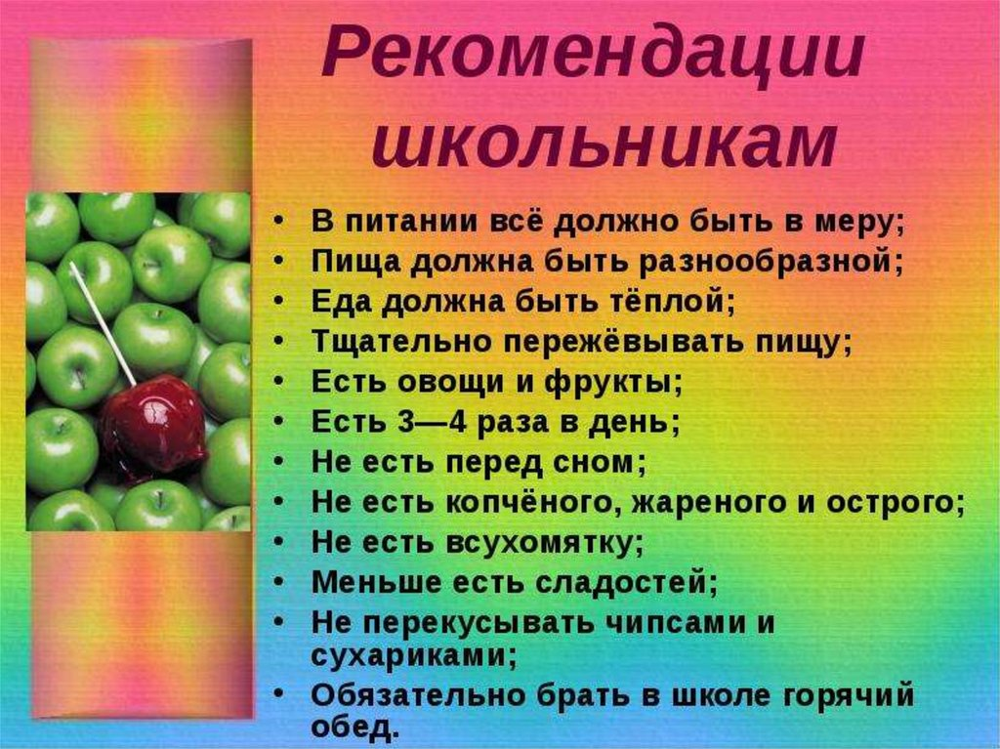 Рекомендации
школьникам
• В питании всё должно быть в меру;
• Пища должна быть разнообразной;
• Еда должна быть тёплой;
• Тщательно пережёвывать пищу;
• Есть овощи и фрукты;
• Есть 3—4 раза в день;
• Не есть перед сном;
• Не есть копчёного, жареного и острого;
• Не есть всухомятку;
• Меньше есть сладостей;
• Не перекусывать чипсами и
сухариками;
• Обязательно брать в школе горячий
обед.